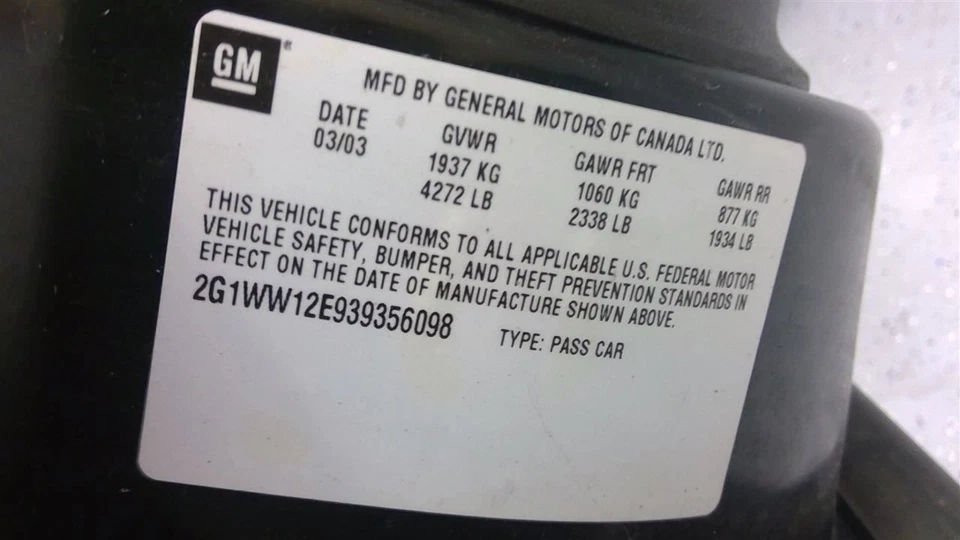 GM
MFD BY GENERAL MOTORS OF CANADA LTD.
DATE GVWR GAWR FRT GAWR RR
03/03 1937 KG 1060 KG 877 KG
4272 LB 2338 LB 1934 LB
THIS VEHICLE CONFORMS TO ALL APPLICABLE U.S. FEDERAL MOTOR
VEHICLE SAFETY, BUMPER, AND THEFT PREVENTION STANDARDS IN
EFFECT ON THE DATE OF MANUFACTURE SHOWN ABOVE.
2G1WW12E939356098 TYPE: PASS CAR